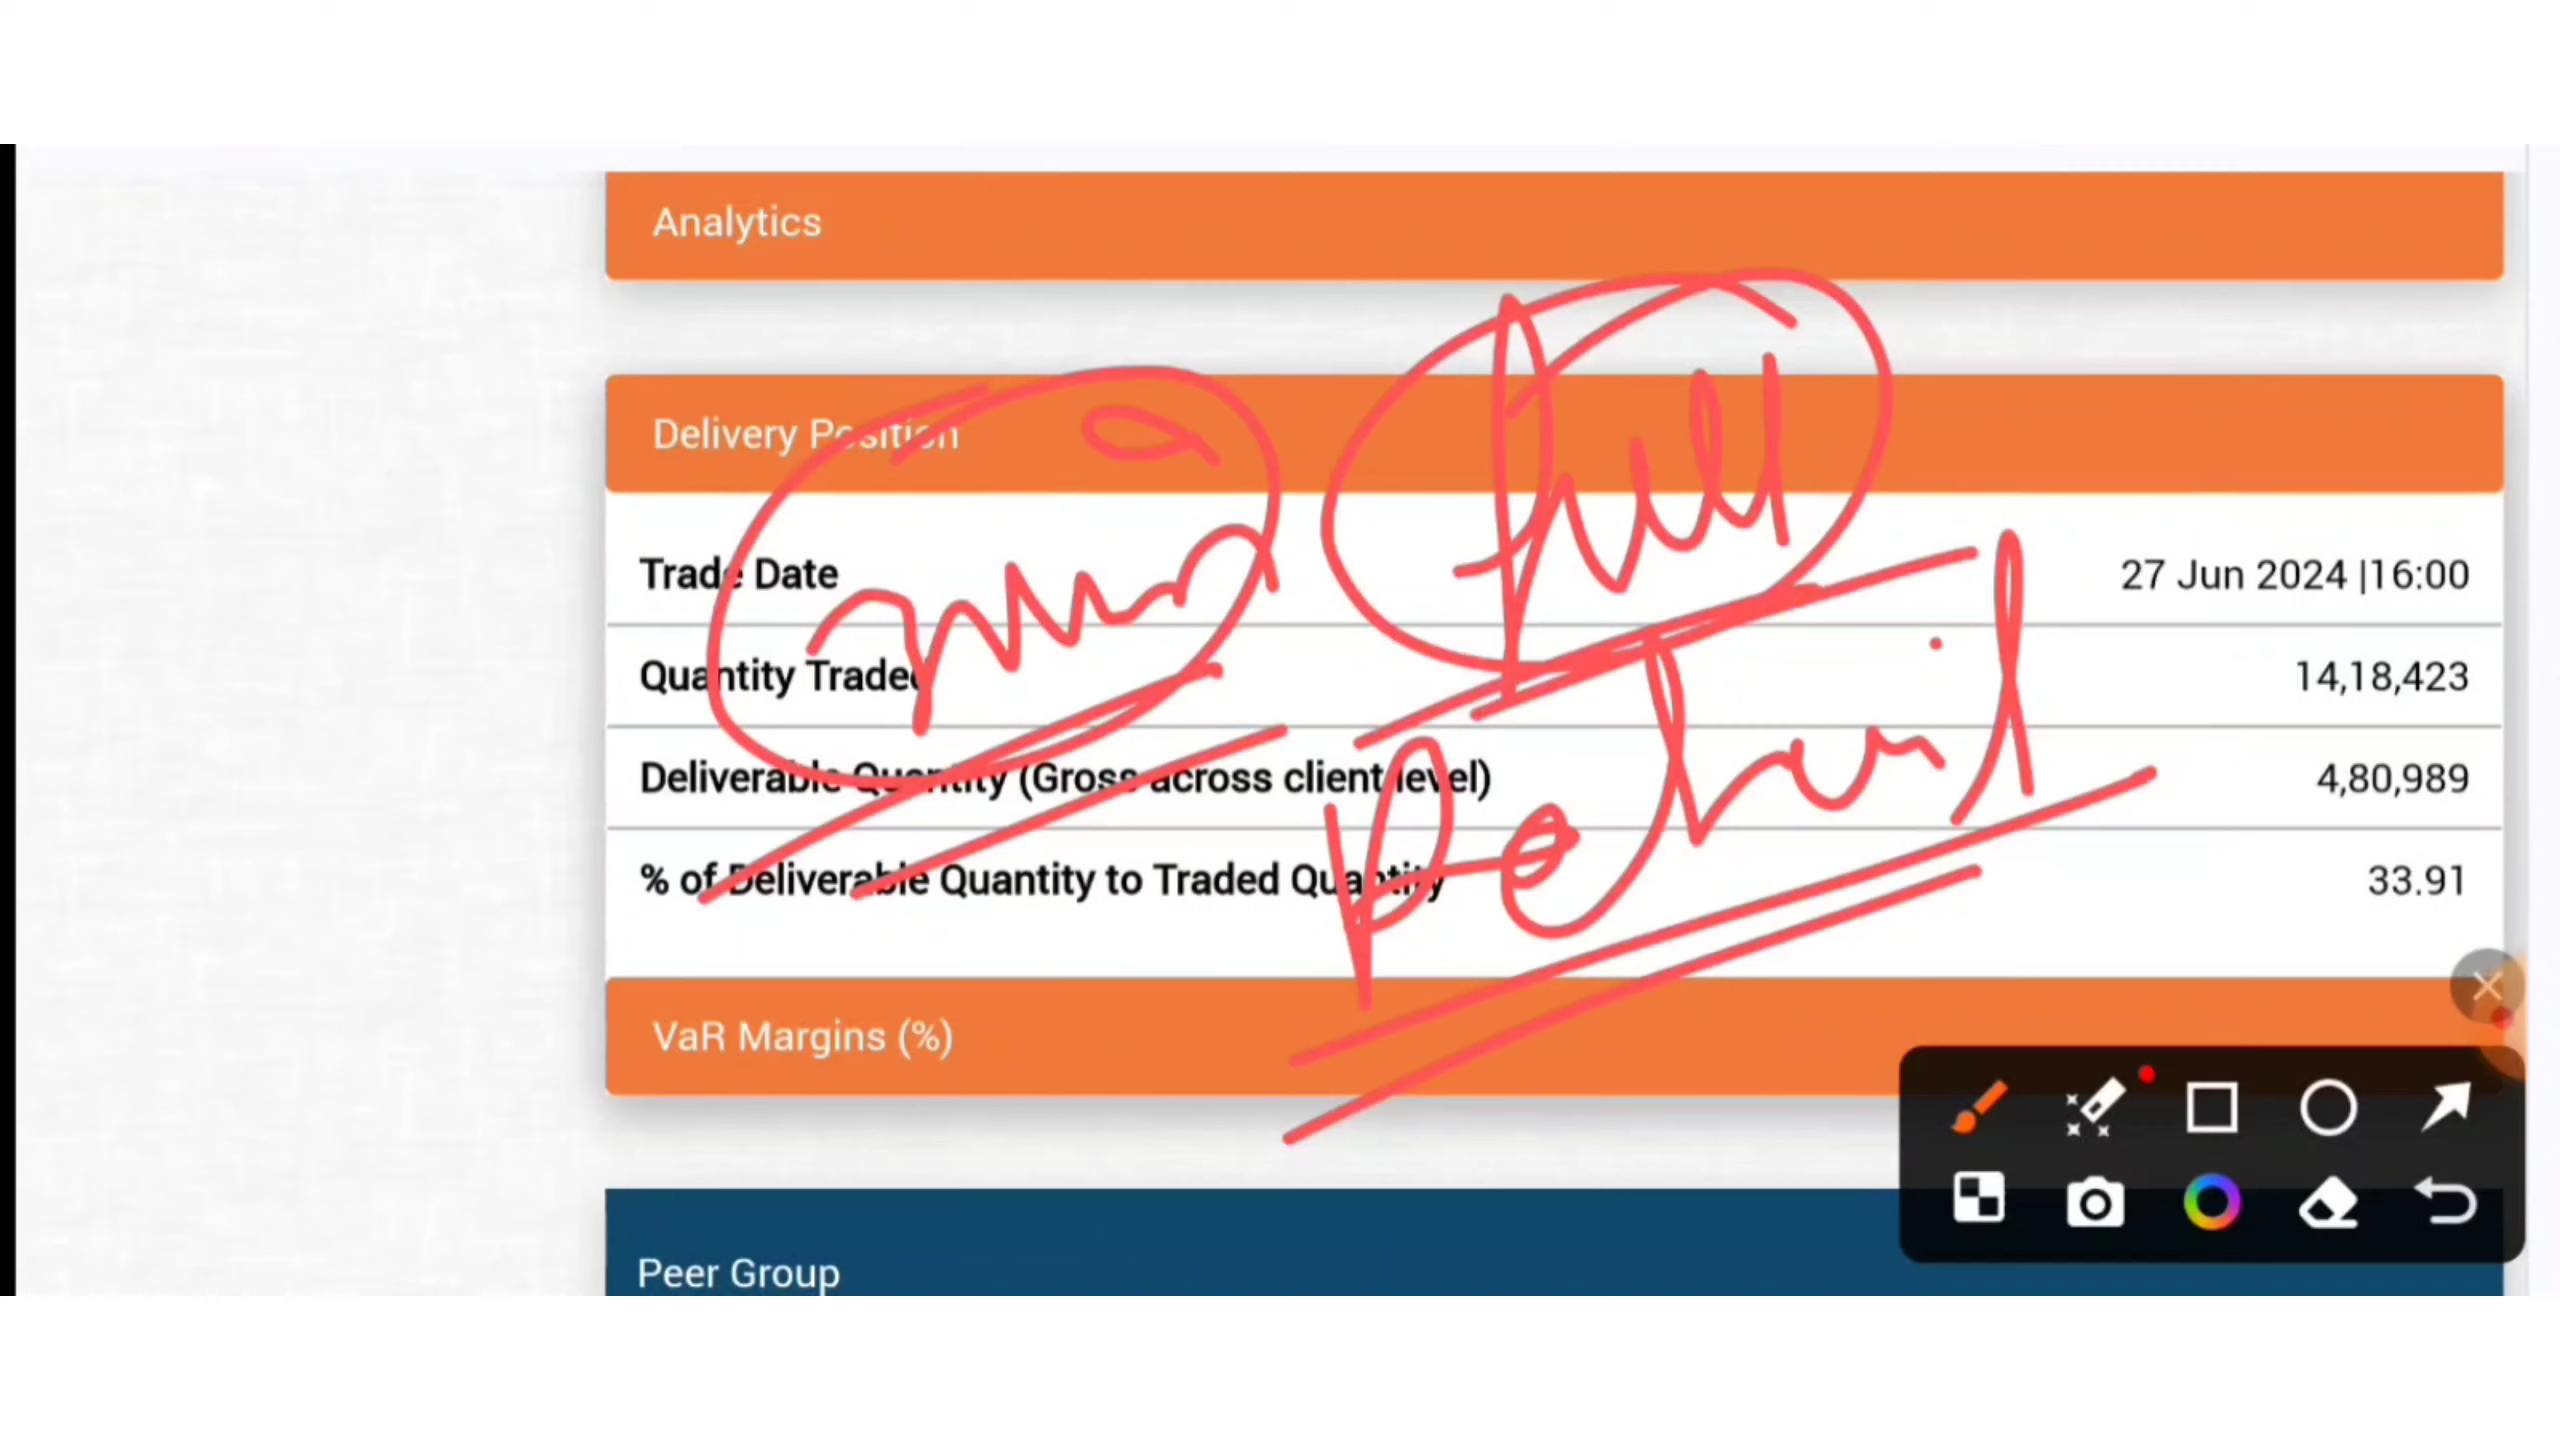 Analytics
Delivery Position
Trade Date 27 Jun 2024 |16:00
Quantity Traded 14,18,423
Deliverable Quantity (Gross across client level) 4,80,989
% of Deliverable Quantity to Traded Quantity 33.91
full
VaR Margins (%)
Peer Group